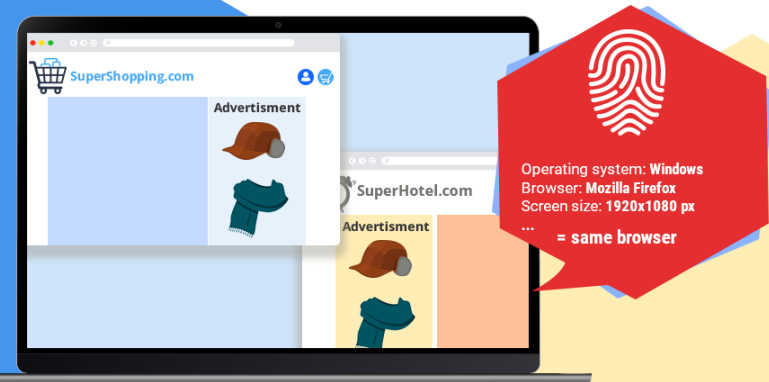 SuperShopping.com
Advertisment
SuperHotel.com
Advertisment
Operating system: Windows
Browser: Mozilla Firefox
Screen size: 1920x1080 px
...
= same browser